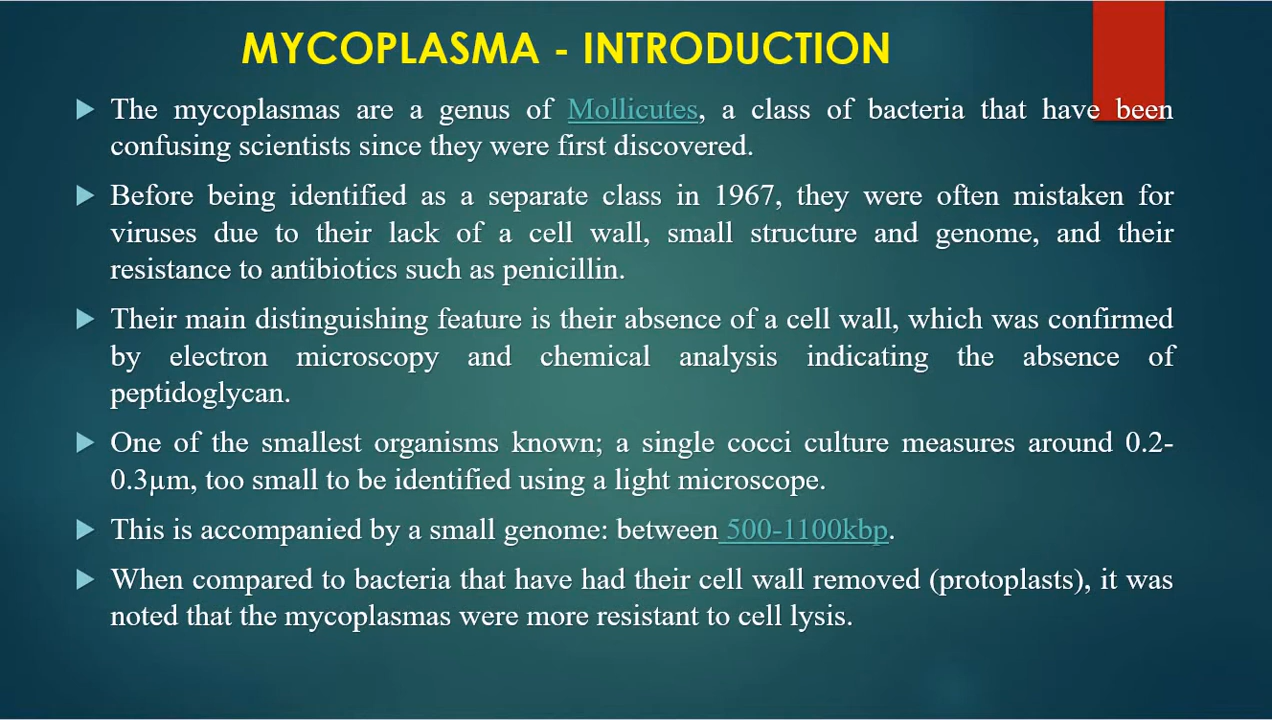 MYCOPLASMA - INTRODUCTION
The mycoplasmas are a genus of Mollicutes, a class of bacteria that have been
confusing scientists since they were first discovered.
Before being identified as a separate class in 1967, they were often mistaken for
viruses due to their lack of a cell wall, small structure and genome, and their
resistance to antibiotics such as penicillin.
Their main distinguishing feature is their absence of a cell wall, which was confirmed
by electron microscopy and chemical analysis indicating the absence of
peptidoglycan.
One of the smallest organisms known; a single cocci culture measures around 0.2-
0.3µm, too small to be identified using a light microscope.
This is accompanied by a small genome: between 500-1100kbp.
When compared to bacteria that have had their cell wall removed (protoplasts), it was
noted that the mycoplasmas were more resistant to cell lysis.